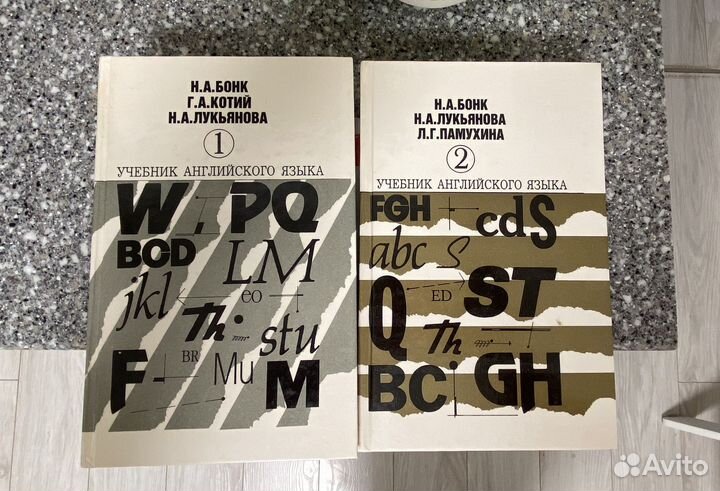 Н.А.БОНК
Г.А.КОТИЙ
Н.А.ЛУКЬЯНОВА
1
УЧЕБНИК АНГЛИЙСКОГО ЯЗЫКА
W.PQ
BOD
LM
jkl
EO
Th
stu
BR
F
Mu
M
Н.А.БОНК
Н.А.ЛУКЬЯНОВА
Л.Г.ПАМУХИНА
2
УЧЕБНИК АНГЛИЙСКОГО ЯЗЫКА
FGH
cdS
abc S
Q
ED
ST
Th
BC
GH
Avito